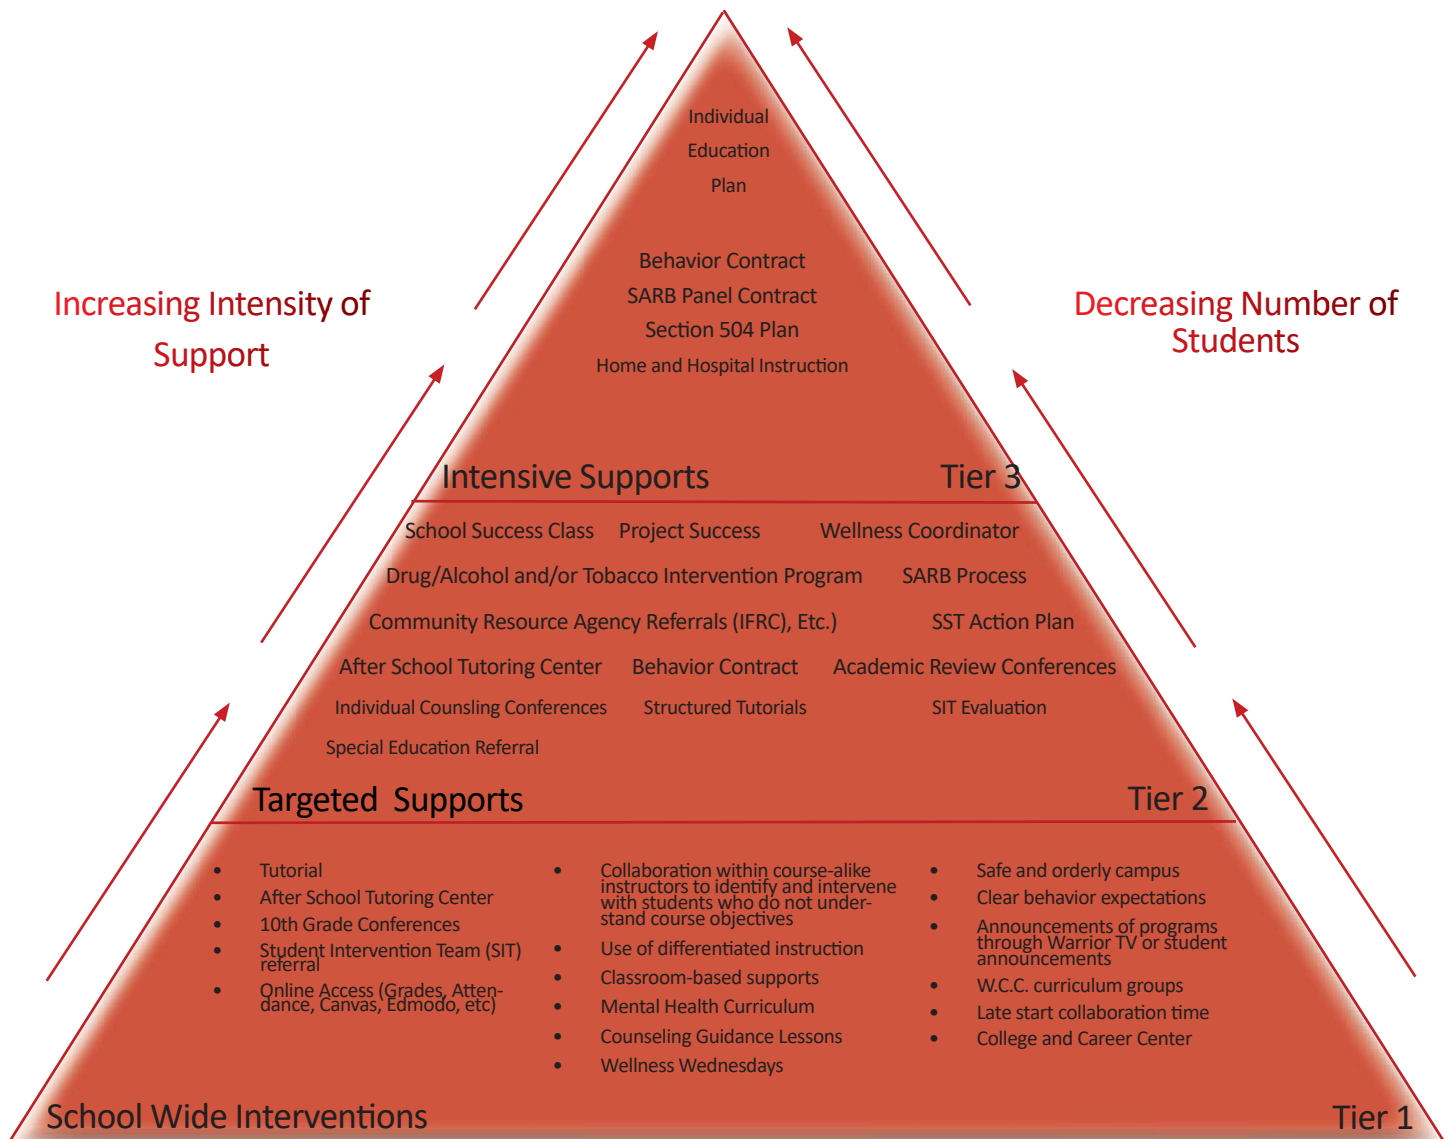 Individual
Education
Plan
Behavior Contract
SARB Panel Contract
Section 504 Plan
Home and Hospital Instruction
Increasing Intensity of
Support
Decreasing Number of
Students
Intensive Supports Tier 3
School Success Class Project Success Wellness Coordinator
Drug/Alcohol and/or Tobacco Intervention Program SARB Process
Community Resource Agency Referrals (IFRC), Etc.) SST Action Plan
After School Tutoring Center Behavior Contract Academic Review Conferences
Individual Counsling Conferences Structured Tutorials SIT Evaluation
Special Education Referral
Targeted Supports Tier 2
• Tutorial
• After School Tutoring Center
• 10th Grade Conferences
• Student Intervention Team (SIT)
referral
• Online Access (Grades, Atten-
dance, Canvas, Edmodo, etc)
• Collaboration within course-alike
instructors to identify and intervene
with students who do not under-
stand course objectives
• Use of differentiated instruction
• Classroom-based supports
• Mental Health Curriculum
• Counseling Guidance Lessons
• Wellness Wednesdays
• Safe and orderly campus
• Clear behavior expectations
• Announcements of programs
through Warrior TV or student
announcements
• W.C.C. curriculum groups
• Late start collaboration time
• College and Career Center
School Wide Interventions Tier 1